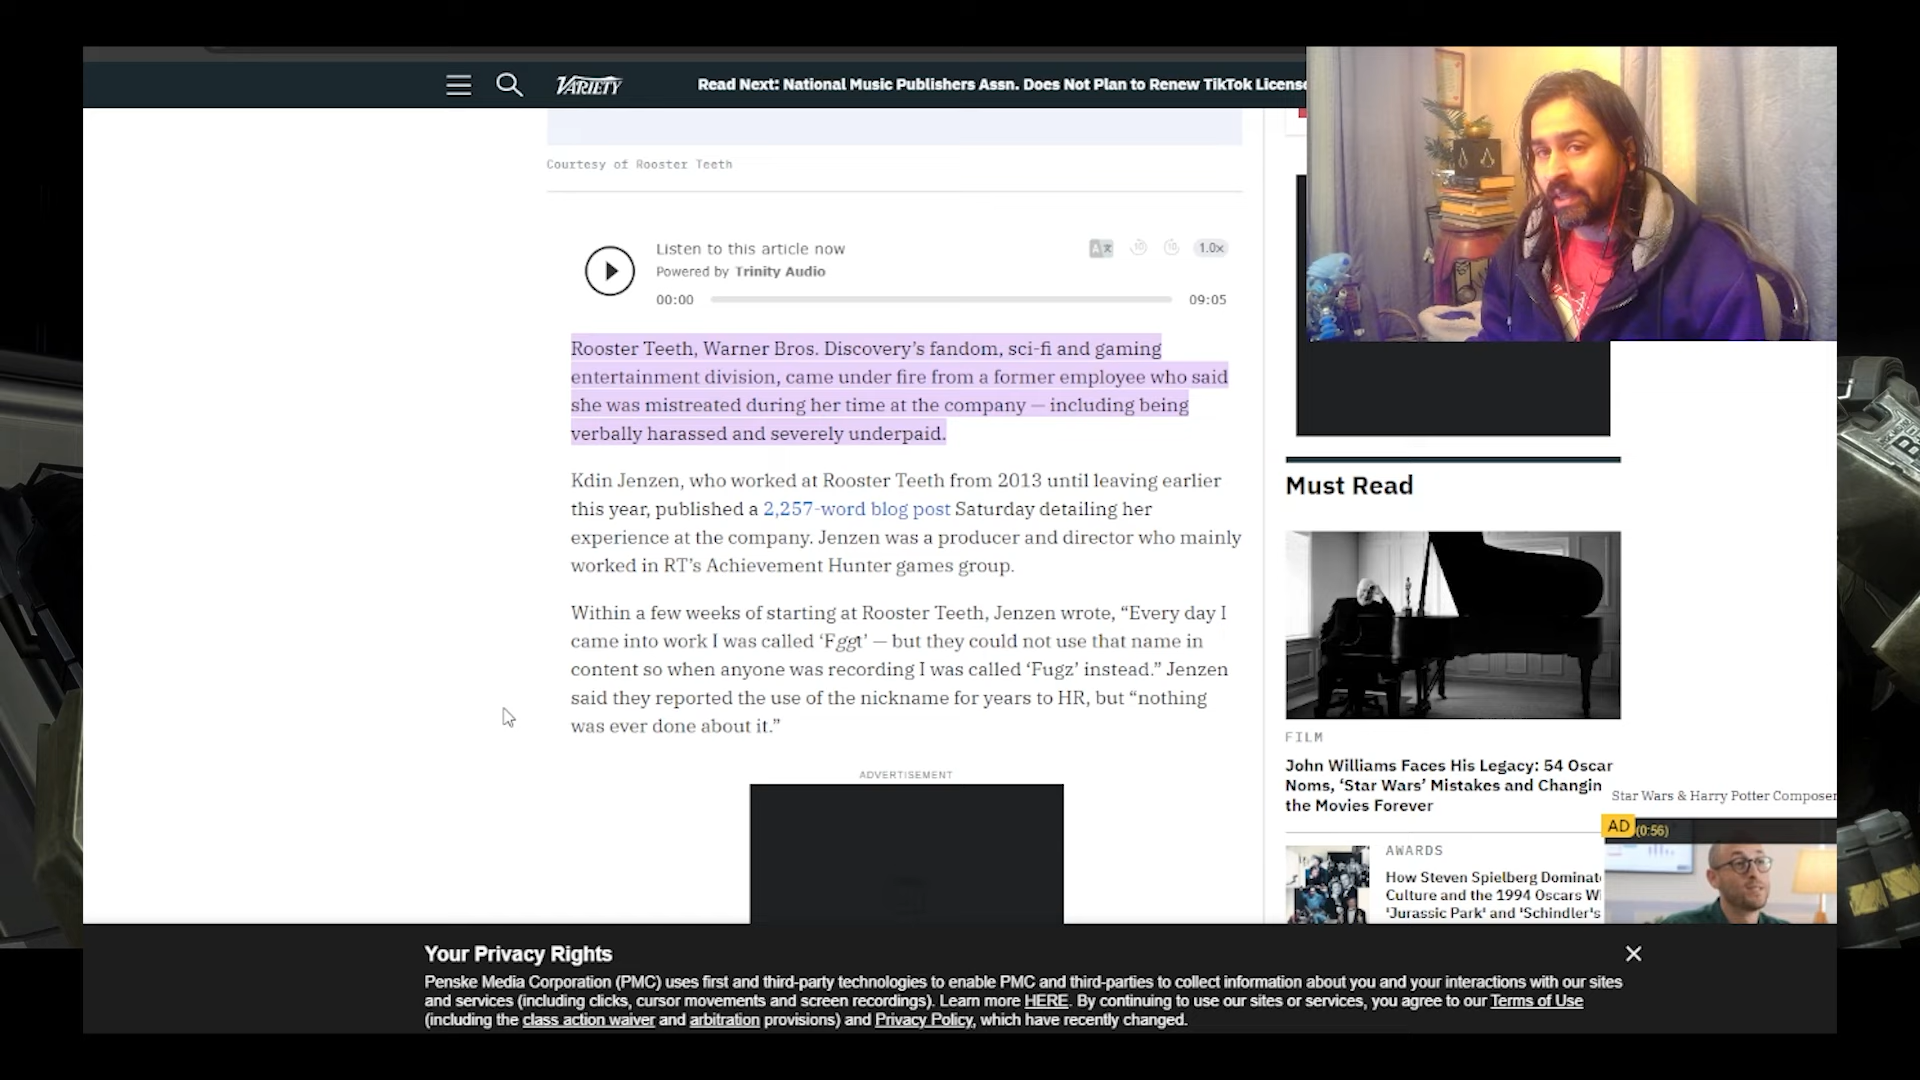 VARIETY
Read Next: National Music Publishers Assn. Does Not Plan to Renew TikTok License
Courtesy of Rooster Teeth
Listen to this article now
Powered by Trinity Audio
1.0x
00:00
09:05
Rooster Teeth, Warner Bros. Discovery’s fandom, sci-fi and gaming
entertainment division, came under fire from a former employee who said
she was mistreated during her time at the company — including being
verbally harassed and severely underpaid.
Kdin Jenzen, who worked at Rooster Teeth from 2013 until leaving earlier
this year, published a 2,257-word blog post Saturday detailing her
experience at the company. Jenzen was a producer and director who mainly
worked in RT’s Achievement Hunter games group.
Within a few weeks of starting at Rooster Teeth, Jenzen wrote, “Every day I
came into work I was called ‘Fggt’ — but they could not use that name in
content so when anyone was recording I was called ‘Fugz’ instead.” Jenzen
said they reported the use of the nickname for years to HR, but “nothing
was ever done about it.”
ADVERTISEMENT
Must Read
FILM
John Williams Faces His Legacy: 54 Oscar
Noms, ‘Star Wars’ Mistakes and Changin
the Movies Forever
Star Wars & Harry Potter Composer
AD (0:56)
AWARDS
How Steven Spielberg Dominat
Culture and the 1994 Oscars Wi
'Jurassic Park' and 'Schindler's
Your Privacy Rights
Penske Media Corporation (PMC) uses first and third-party technologies to enable PMC and third-parties to collect information about you and your interactions with our sites
and services (including clicks, cursor movements and screen recordings). Learn more HERE. By continuing to use our sites or services, you agree to our Terms of Use
(including the class action waiver and arbitration provisions) and Privacy Policy, which have recently changed.